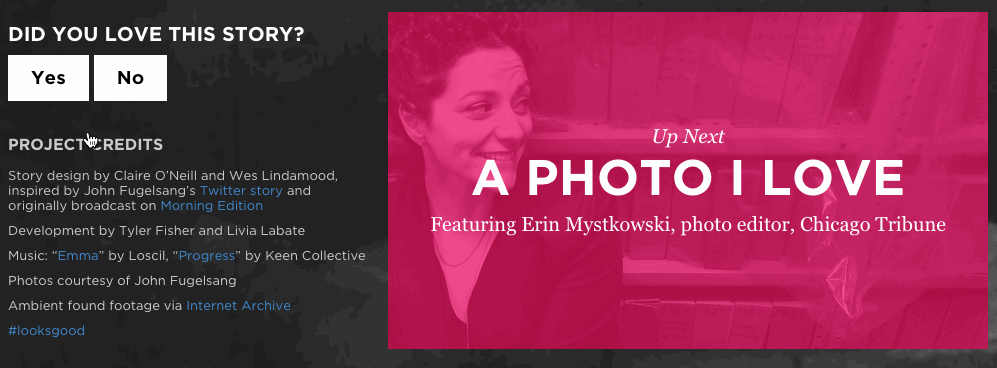 DID YOU LOVE THIS STORY?
Yes
No
PROJECT CREDITS
Story design by Claire O’Neill and Wes Lindamood,
inspired by John Fugelsang’s Twitter story and
originally broadcast on Morning Edition
Development by Tyler Fisher and Livia Labate
Music: “Emma” by Loscil, “Progress” by Keen Collective
Photos courtesy of John Fugelsang
Ambient found footage via Internet Archive
#looksgood
Up Next
A PHOTO I LOVE
Featuring Erin Mystkowski, photo editor, Chicago Tribune